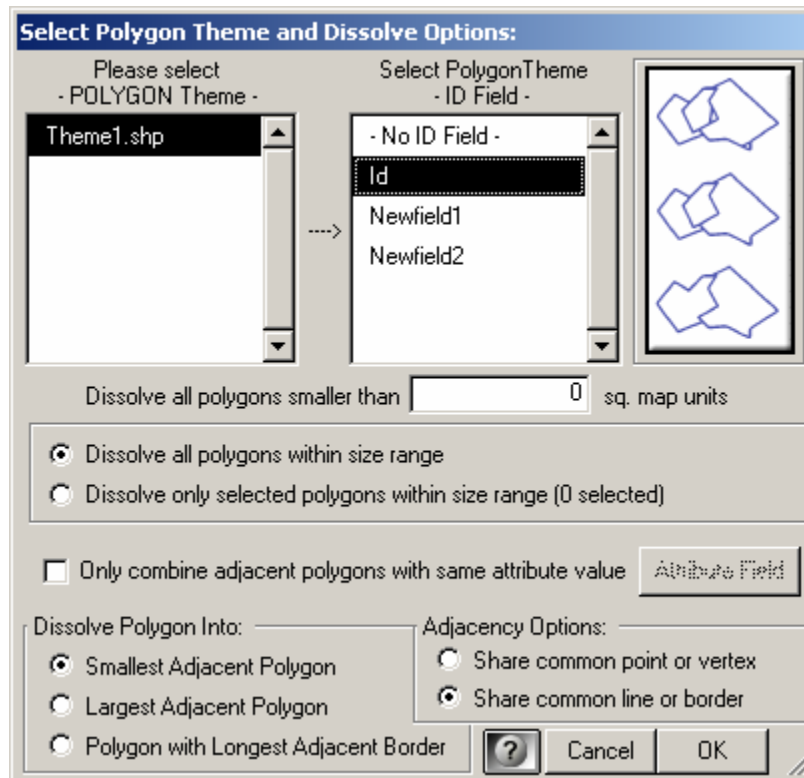 Select Polygon Theme and Dissolve Options:
Please select
- POLYGON Theme -
Select PolygonTheme
- ID Field -
Theme1.shp
- No ID Field -
Id
Newfield1
Newfield2
---->
Dissolve all polygons smaller than 0 sq. map units
Dissolve all polygons within size range
Dissolve only selected polygons within size range (0 selected)
Only combine adjacent polygons with same attribute value Attribute Field
Dissolve Polygon Into:
Smallest Adjacent Polygon
Largest Adjacent Polygon
Polygon with Longest Adjacent Border
Adjacency Options:
Share common point or vertex
Share common line or border
? Cancel OK